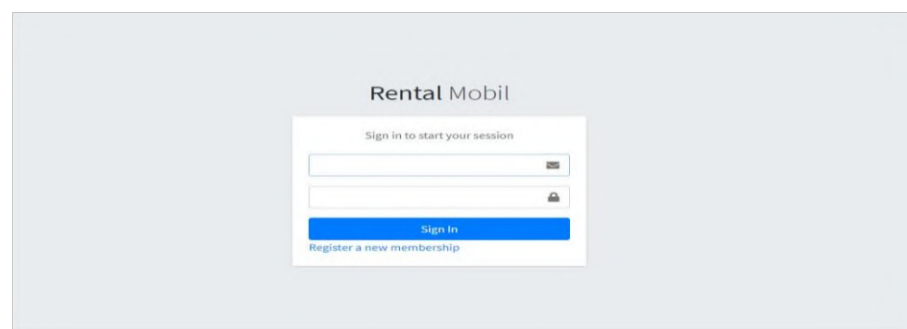 Rental Mobil
Sign in to start your session
Sign In
Register a new membership